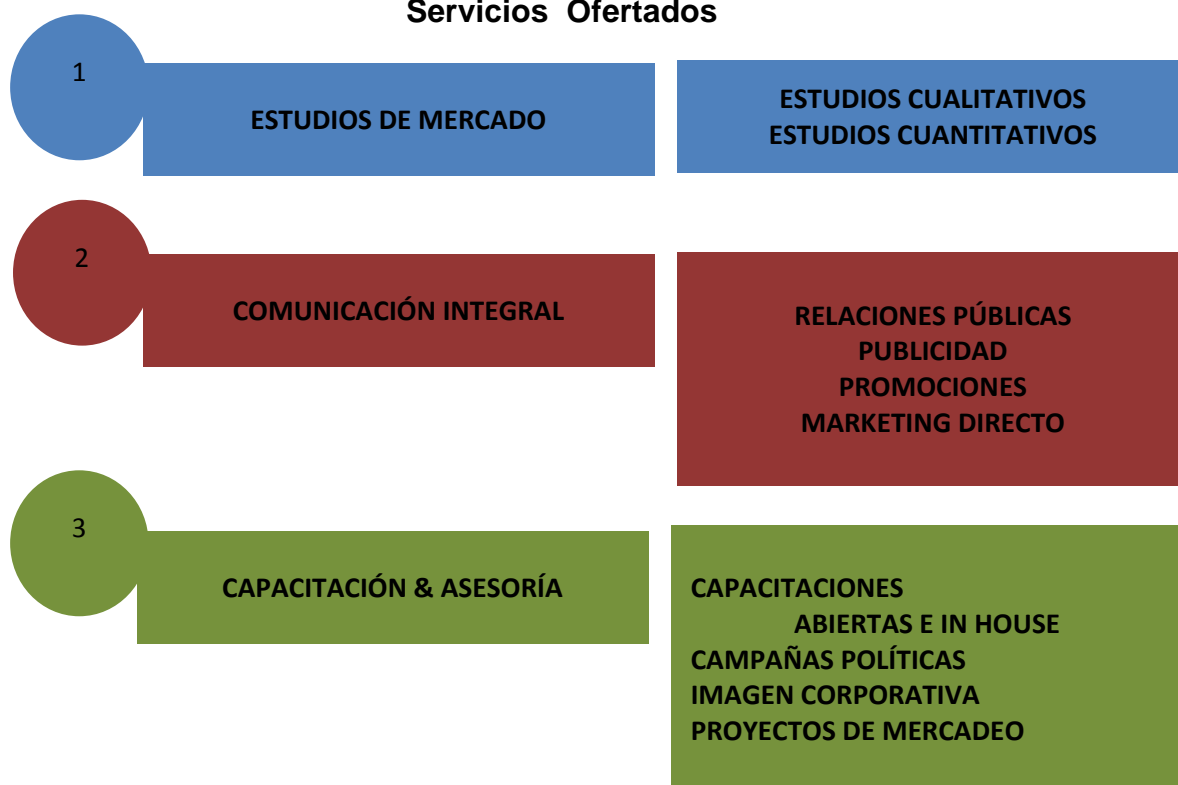 Servicios Ofertados
1
ESTUDIOS DE MERCADO
ESTUDIOS CUALITATIVOS
ESTUDIOS CUANTITATIVOS
2
COMUNICACIÓN INTEGRAL
RELACIONES PÚBLICAS
PUBLICIDAD
PROMOCIONES
MARKETING DIRECTO
3
CAPACITACIÓN & ASESORÍA
CAPACITACIONES
ABIERTAS E IN HOUSE
CAMPAÑAS POLÍTICAS
IMAGEN CORPORATIVA
PROYECTOS DE MERCADEO